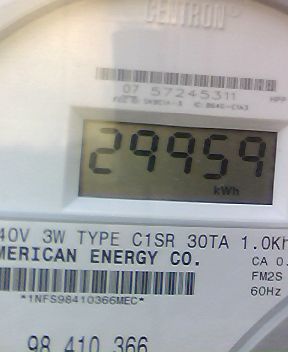 CENTRON®
07 57245311
HPP
29959
kWh
40V 3W TYPE C1SR 30TA 1.0Kh
MERICAN ENERGY CO.
CA 0.
*1NFS98410366MEC*
FM2S
60Hz
98 410 366